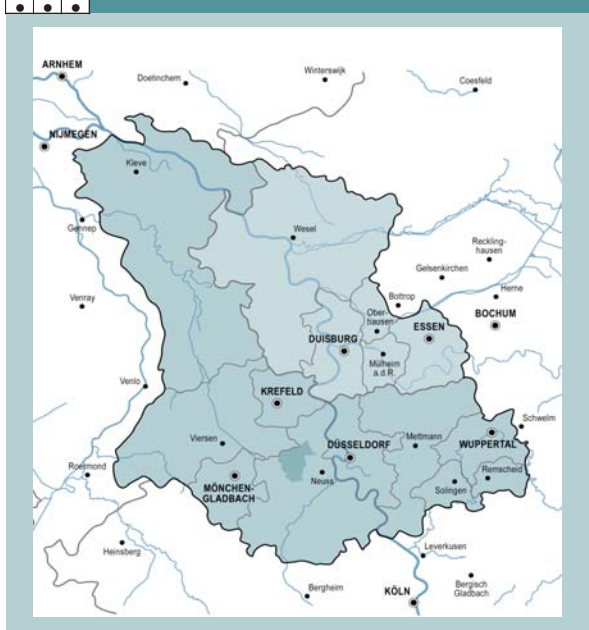 ARNHEM
Doetinchem
Winterswijk
Coesfeld
NIJMEGEN
Kleve
Gennep
Wesel
Reckling-
hausen
Gelsenkirchen
Herne
Venray
Bottrop
Ober-
hausen
ESSEN
BOCHUM
DUISBURG
Mülheim
a.d.R.
Venlo
KREFELD
Schwelm
Viersen
DÜSSELDORF
Mettmann
WUPPERTAL
Roermond
MÖNCHEN-
GLADBACH
Neuss
Remscheid
Solingen
Heinsberg
Leverkusen
Bergheim
KÖLN
Bergisch
Gladbach